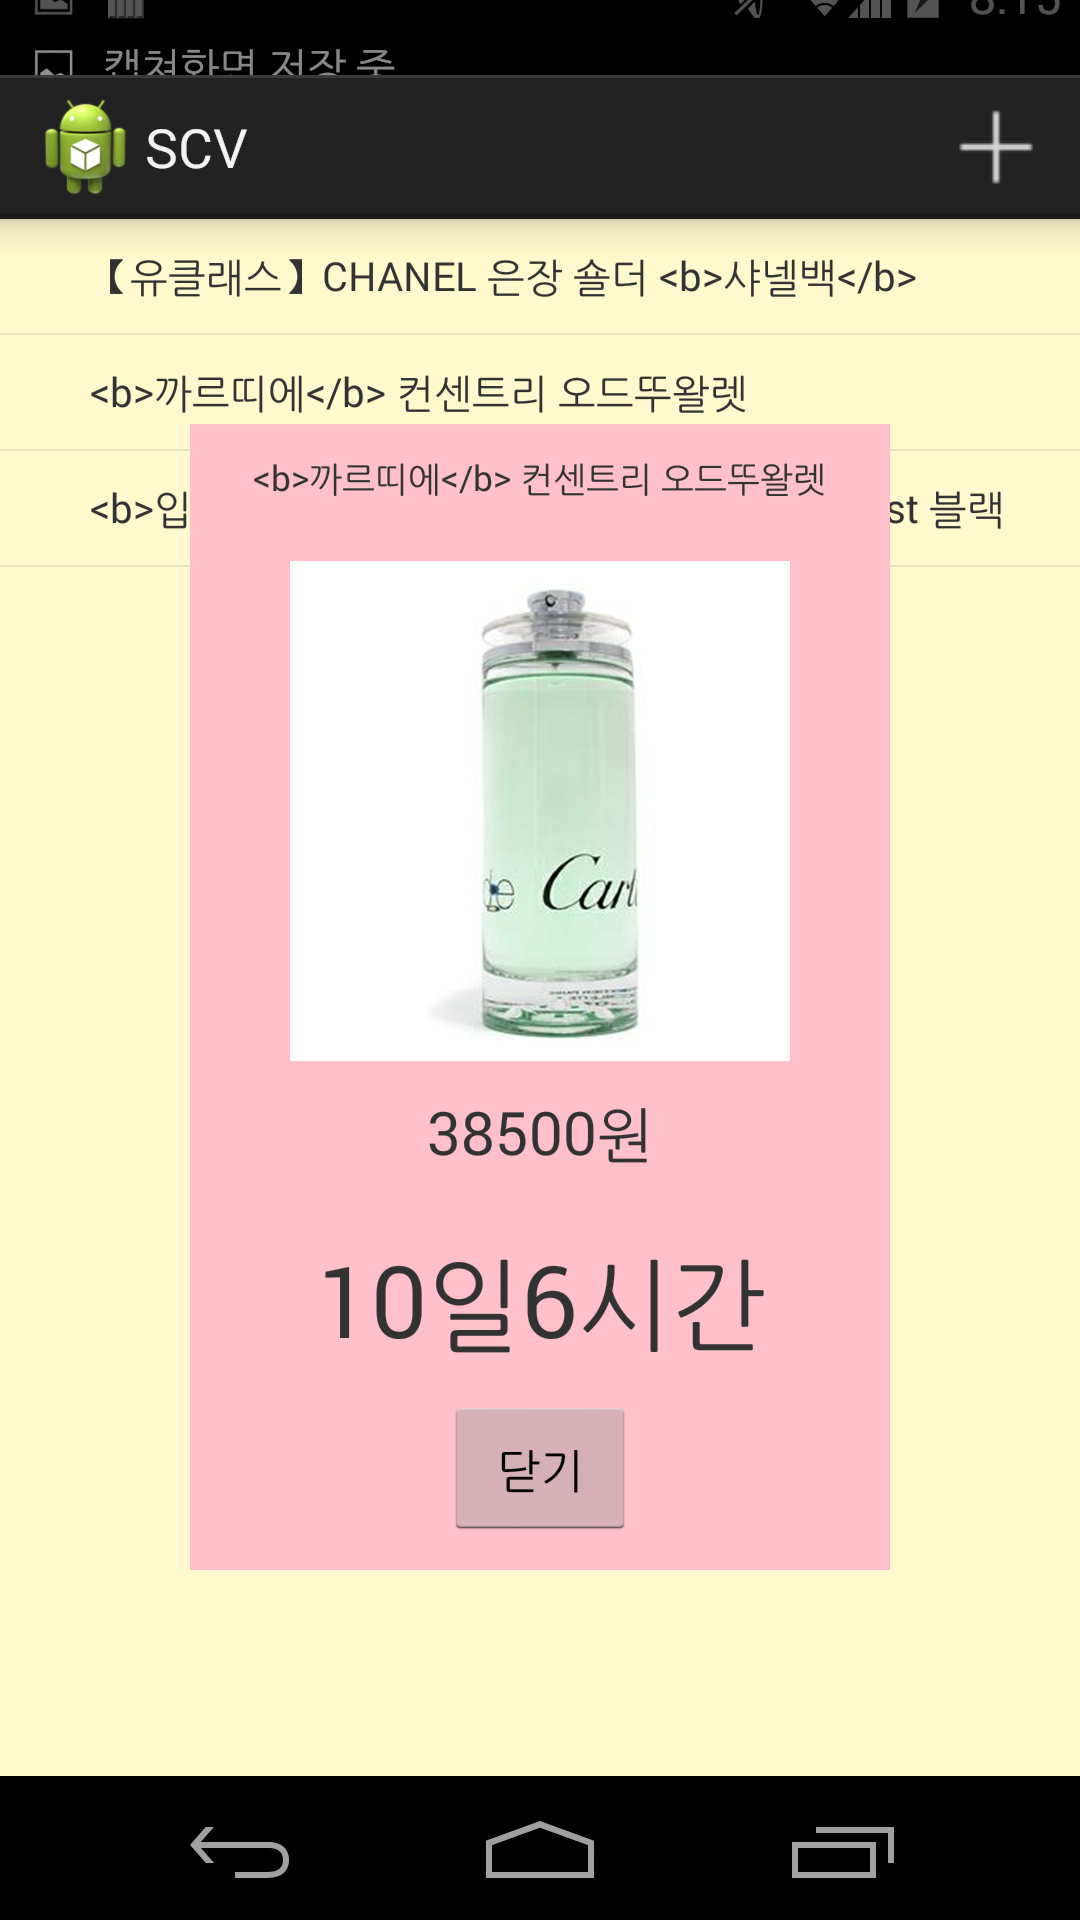 캡쳐화면 저장 중
SCV
【유클래스】CHANEL 은장 숄더 <b>샤넬백</b>
<b>까르띠에</b> 컨센트리 오드뚜왈렛
<b>까르띠에</b> 컨센트리 오드뚜왈렛
<b>입
st 블랙
de Cart
38500원
10일6시간
닫기